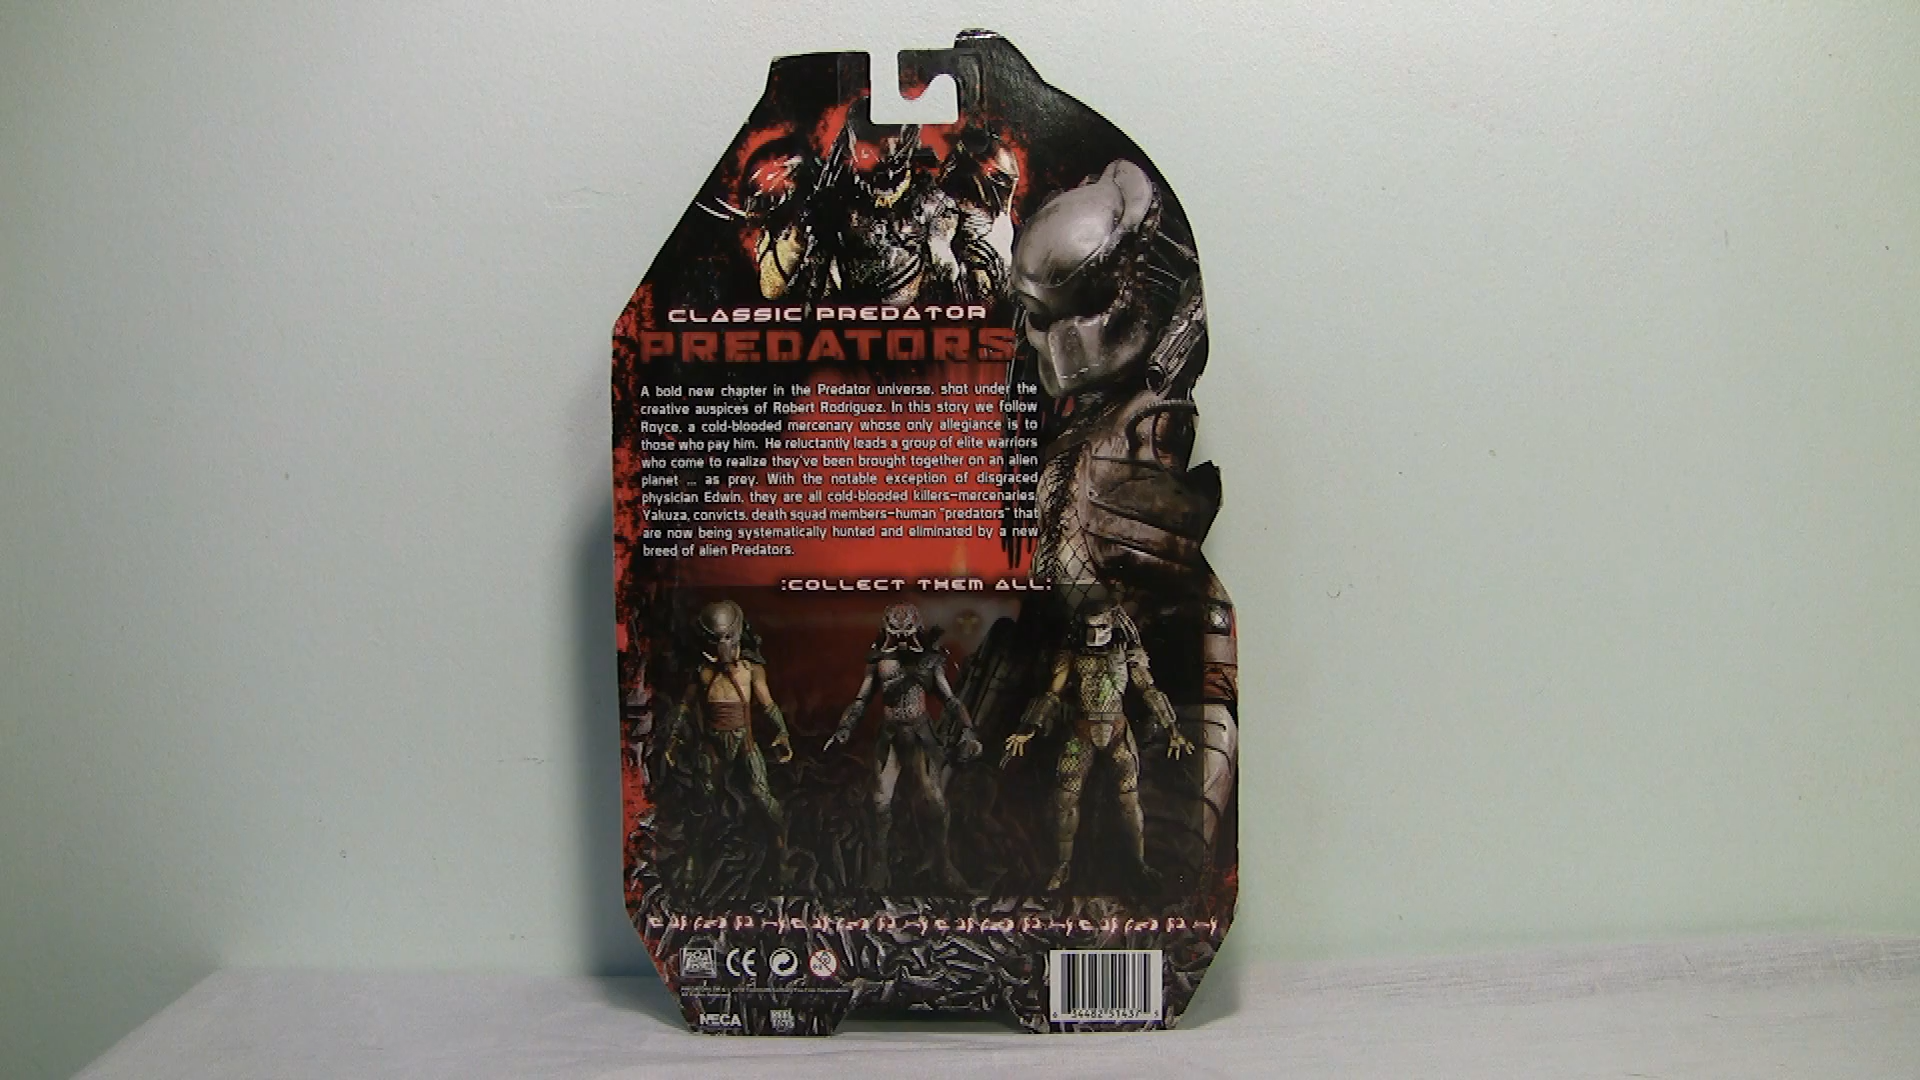 CLASSIC PREDATOR
PREDATORS
A bold new chapter in the Predator universe, shot under the
creative auspices of Robert Rodriguez. In this story we follow
Royce, a cold-blooded mercenary whose only allegiance is to
those who pay him. He reluctantly leads a group of elite warriors
who come to realize they've been brought together on an alien
planet ... as prey. With the notable exception of disgraced
physician Edwin, they are all cold-blooded killers—mercenaries,
Yakuza, convicts, death squad members—human "predators" that
are now being systematically hunted and eliminated by a new
breed of alien Predators.
:COLLECT THEM ALL:
CE
NECA
REEL TOYS